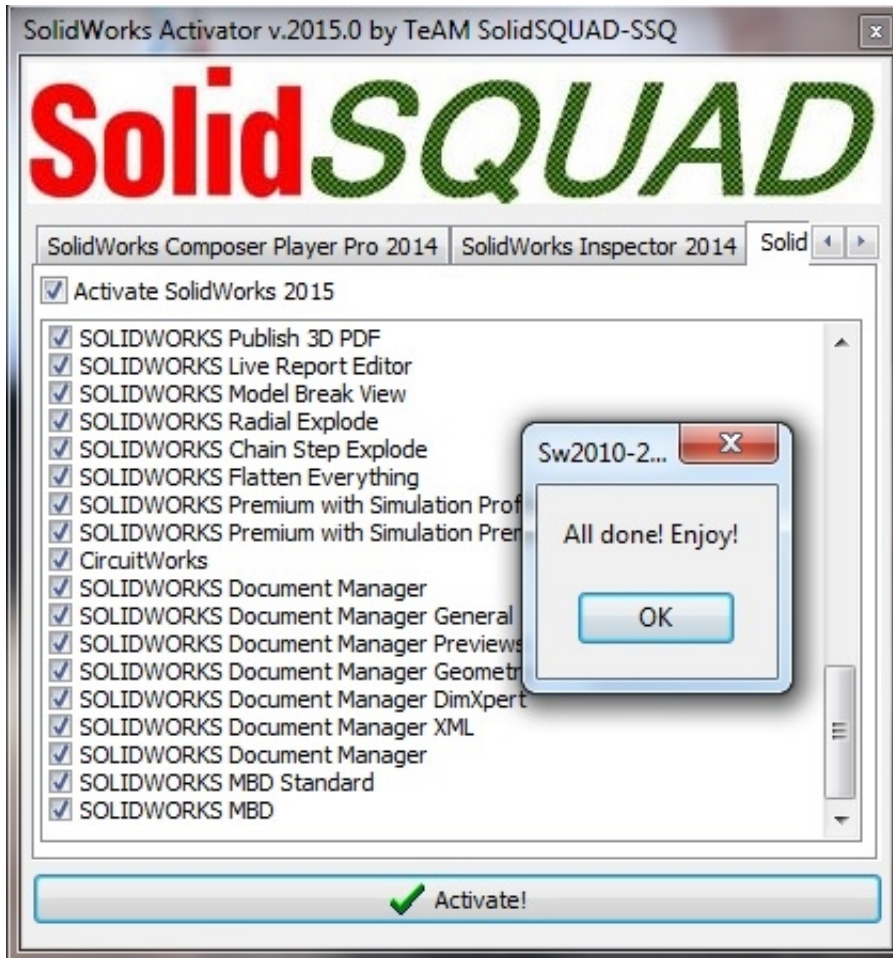 SolidWorks Activator v.2015.0 by TeAM SolidSQUAD-SSQ
SolidSQUAD
SolidWorks Composer Player Pro 2014 SolidWorks Inspector 2014 Solid
Activate SolidWorks 2015
SOLIDWORKS Publish 3D PDF
SOLIDWORKS Live Report Editor
SOLIDWORKS Model Break View
SOLIDWORKS Radial Explode
SOLIDWORKS Chain Step Explode
SOLIDWORKS Flatten Everything
SOLIDWORKS Premium with Simulation Prof
SOLIDWORKS Premium with Simulation Prem
CircuitWorks
SOLIDWORKS Document Manager
SOLIDWORKS Document Manager General
SOLIDWORKS Document Manager Previews
SOLIDWORKS Document Manager Geometr
SOLIDWORKS Document Manager DimXpert
SOLIDWORKS Document Manager XML
SOLIDWORKS Document Manager
SOLIDWORKS MBD Standard
SOLIDWORKS MBD
Sw2010-2...
All done! Enjoy!
OK
Activate!